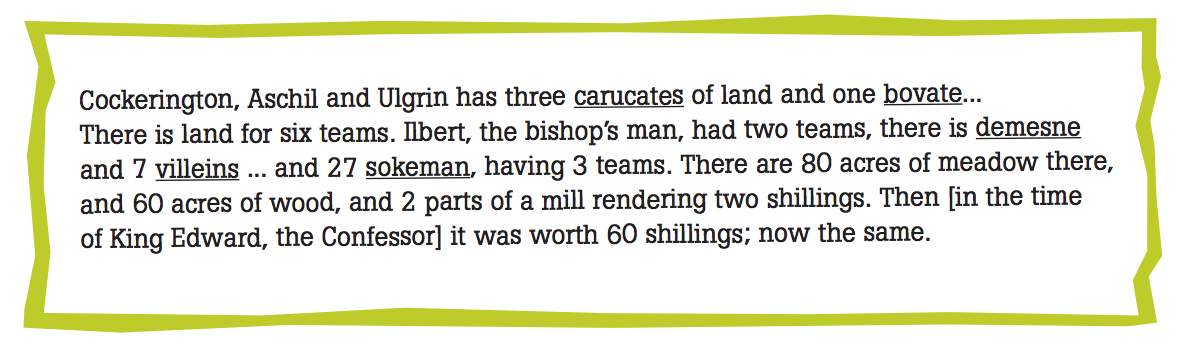 Cockerington, Aschil and Ulgrin has three carucates of land and one bovate...
There is land for six teams. Ilbert, the bishop's man, had two teams, there is demesne
and 7 villeins ... and 27 sokeman, having 3 teams. There are 80 acres of meadow there,
and 60 acres of wood, and 2 parts of a mill rendering two shillings. Then [in the time
of King Edward, the Confessor] it was worth 60 shillings; now the same.